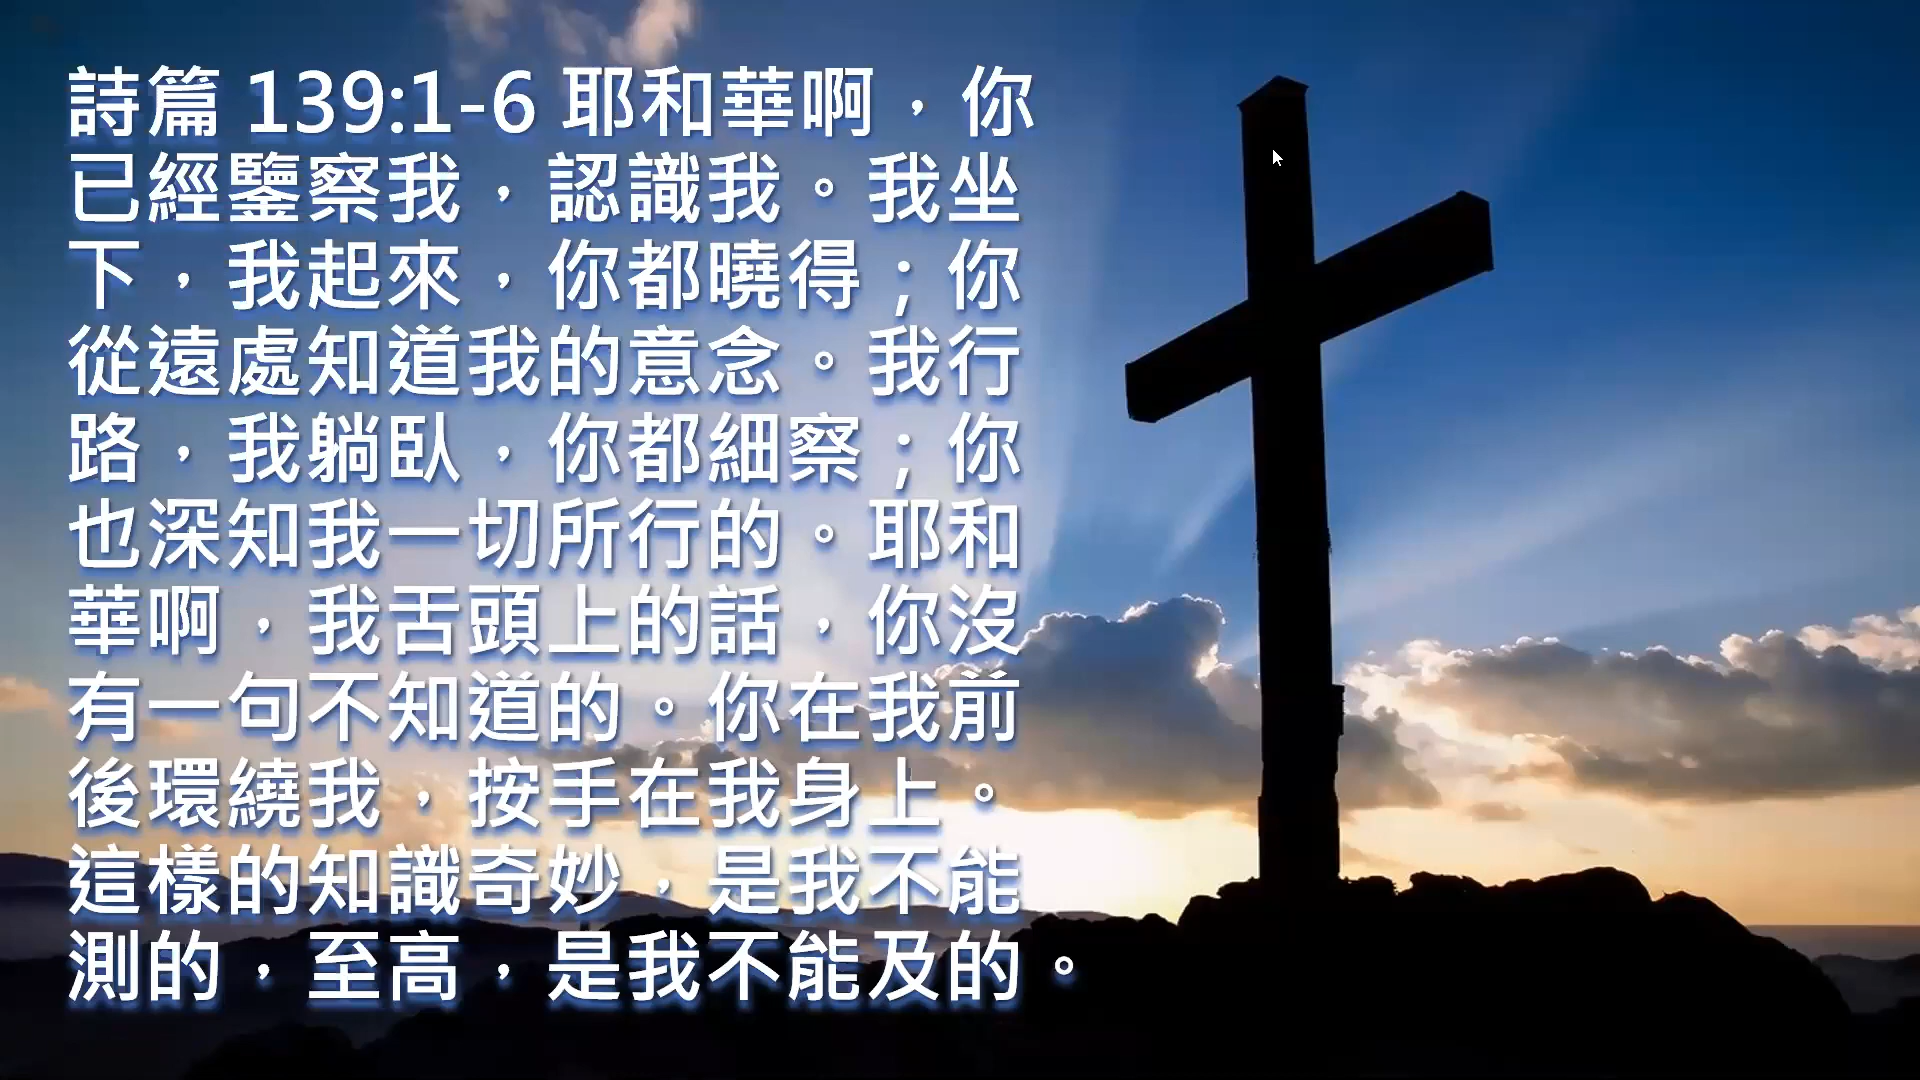 詩篇 139:1-6 耶和華啊，你
已經鑒察我，認識我。我坐
下，我起來，你都曉得；你
從遠處知道我的意念。我行
路，我躺臥，你都細察；你
也深知我一切所行的。耶和
華啊，我舌頭上的話，你沒
有一句不知道的。你在我前
後環繞我，按手在我身上。
這樣的知識奇妙，是我不能
測的，至高，是我不能及的。